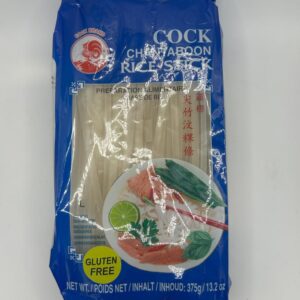 COCK
CHANTABOON
RICE STICK
PREPARATION ALIMENTAIRE
GLUTEN
FREE
NET WT. / POIDS NET / INHALT / INHOUD: 375g / 13.2 oz